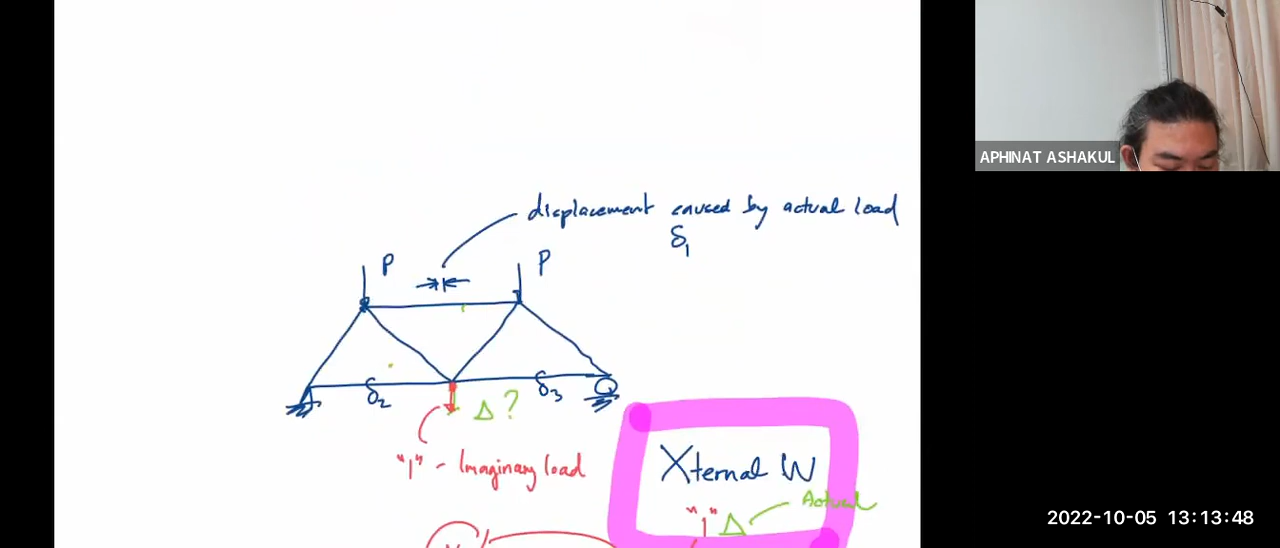 APHINAT ASHAKUL
displacement caused by actual load
δ1
P
P
δ2
δ3
Δ ?
"1" - Imaginary load
Xternal W
Actual
"1" Δ
2022-10-05 13:13:48